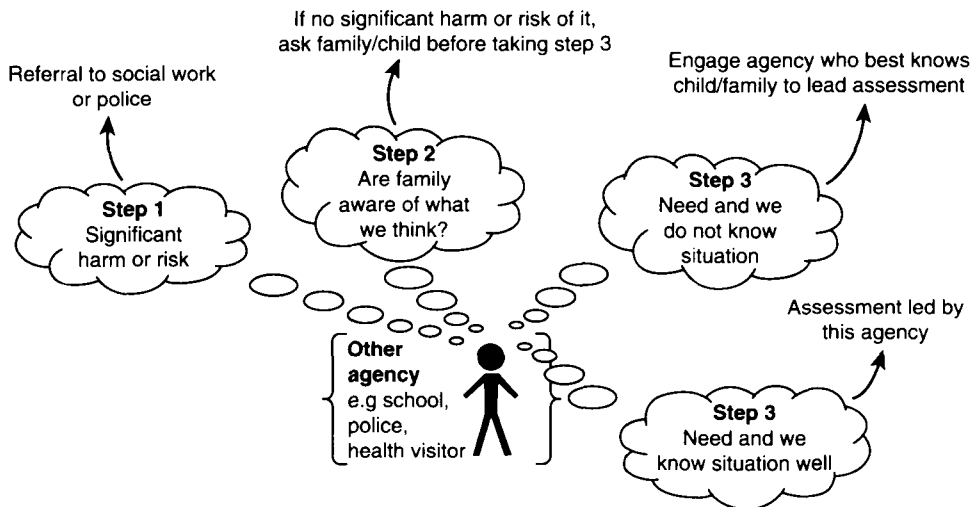 If no significant harm or risk of it,
ask family/child before taking step 3
Referral to social work
or police
Engage agency who best knows
child/family to lead assessment
Step 1
Significant
harm or risk
Step 2
Are family
aware of what
we think?
Step 3
Need and we
do not know
situation
Assessment led by
this agency
Other
agency
e.g school,
police,
health visitor
Step 3
Need and we
know situation well